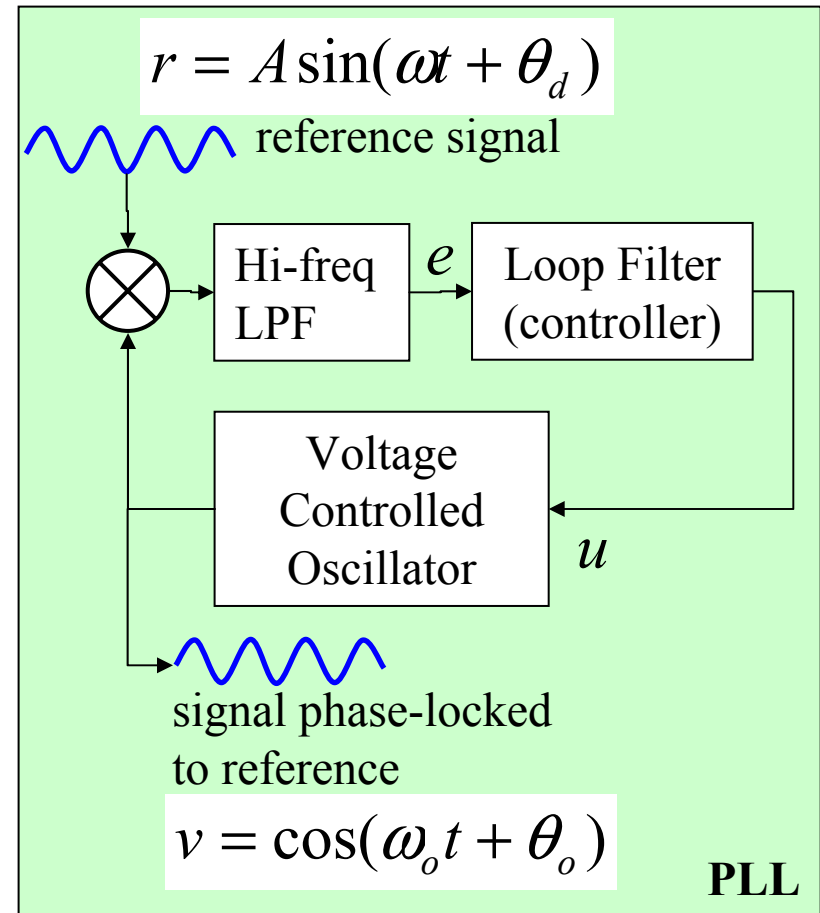 r = A sin(ωt + θ_d)
reference signal
Hi-freq
LPF
e
Loop Filter
(controller)
Voltage
Controlled
Oscillator
u
signal phase-locked
to reference
v = cos(ω_o t + θ_o)
PLL